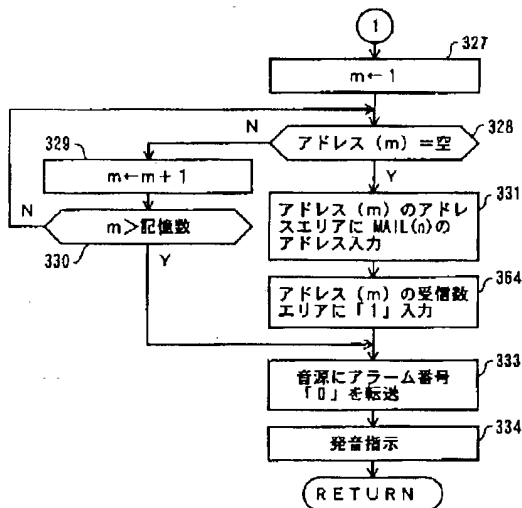 1
327
m←1
328
アドレス(m)=空
N
Y
329
m←m+1
N
m>記憶数
330
Y
331
アドレス(m)のアドレ
スエリアに MAIL(n)の
アドレス入力
364
アドレス(m)の受信数
エリアに「1」入力
333
音源にアラーム番号
「0」を転送
334
発音指示
RETURN